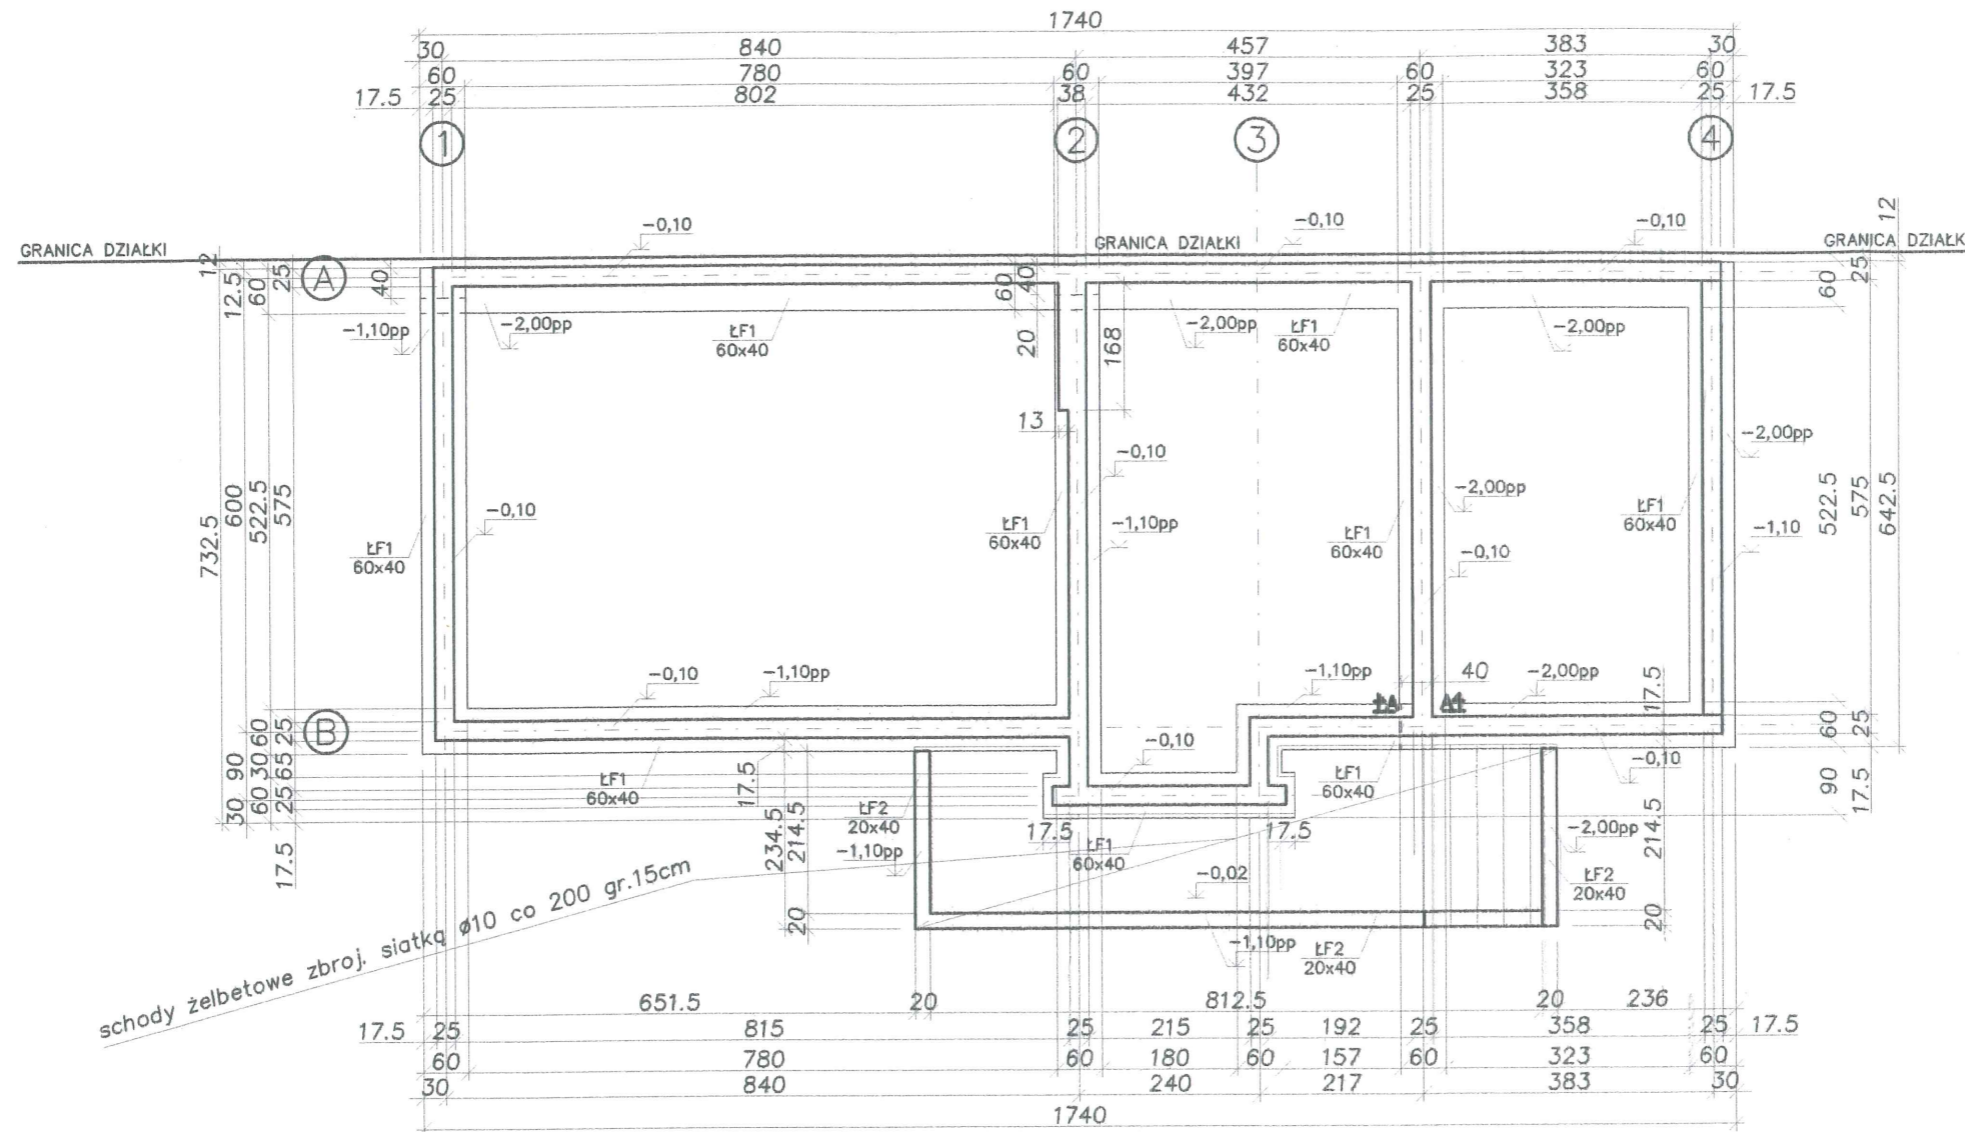 1740
30 840 457 383 30
60 780 60 397 60 323 60
17.5 25 802 38 432 25 358 25 17.5
1 2 3 4
GRANICA DZIAŁKI
GRANICA DZIAŁKI
GRANICA DZIAŁK
-0,10
-0,10
-0,10
12
12.5
60
25
A
40
60
40
20
168
13
12
25
60
-1,10pp
-2,00pp
ŁF1
60x40
-2,00pp
ŁF1
60x40
-2,00pp
732.5
600
522.5
575
ŁF1
60x40
-0,10
ŁF1
60x40
-0,10
-1,10pp
ŁF1
60x40
-2,00pp
-0,10
ŁF1
60x40
-2,00pp
-1,10
522.5
575
642.5
-0,10
-1,10pp
-1,10pp
40
-2,00pp
17.5
B
60
25
90
30
65
30
60
25
17.5
60
25
90
17.5
ŁF1
60x40
17.5
234.5
214.5
20
ŁF2
20x40
-1,10pp
-0,10
17.5
ŁF1
60x40
17.5
ŁF1
60x40
-0,10
-0,02
214.5
-2,00pp
ŁF2
20x40
20
-1,10pp
ŁF2
20x40
schody żelbetowe zbroj. siatką ø10 co 200 gr.15cm
651.5 20 812.5 20 236
17.5 25 815 25 215 25 192 25 358 25 17.5
60 780 60 180 60 157 60 323 60
30 840 240 217 383 30
1740